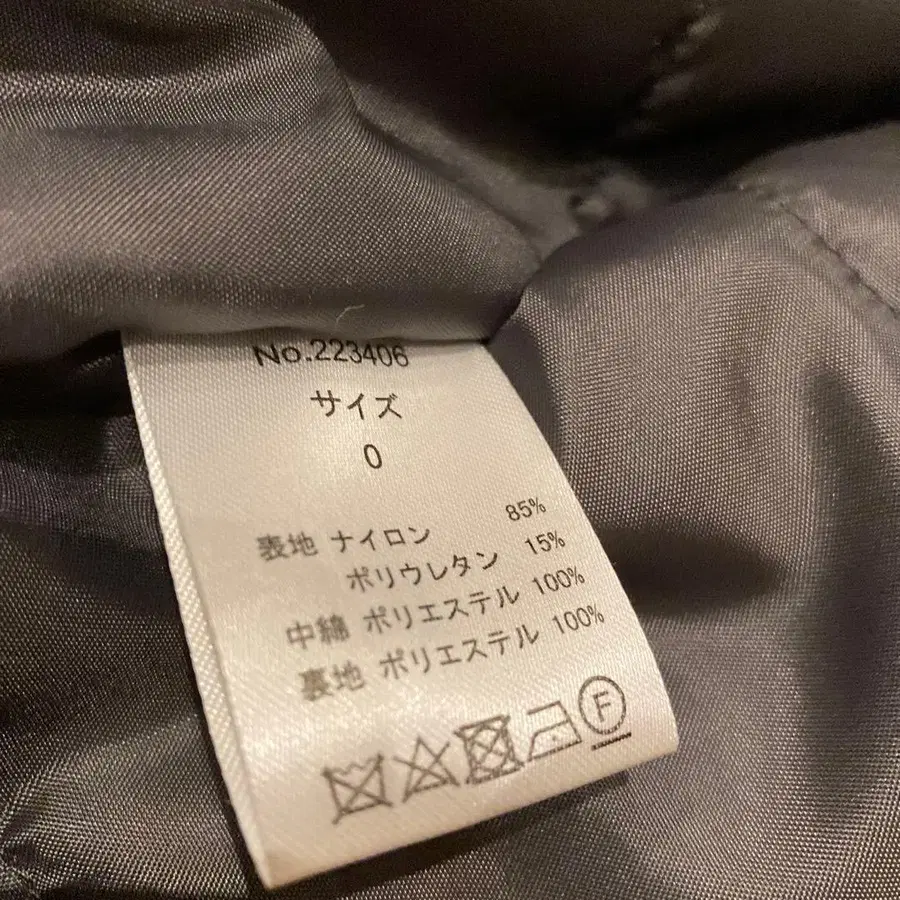 No.223406
サイズ
0
表地 ナイロン 85%
ポリウレタン 15%
中綿 ポリエステル 100%
裏地 ポリエステル 100%
F